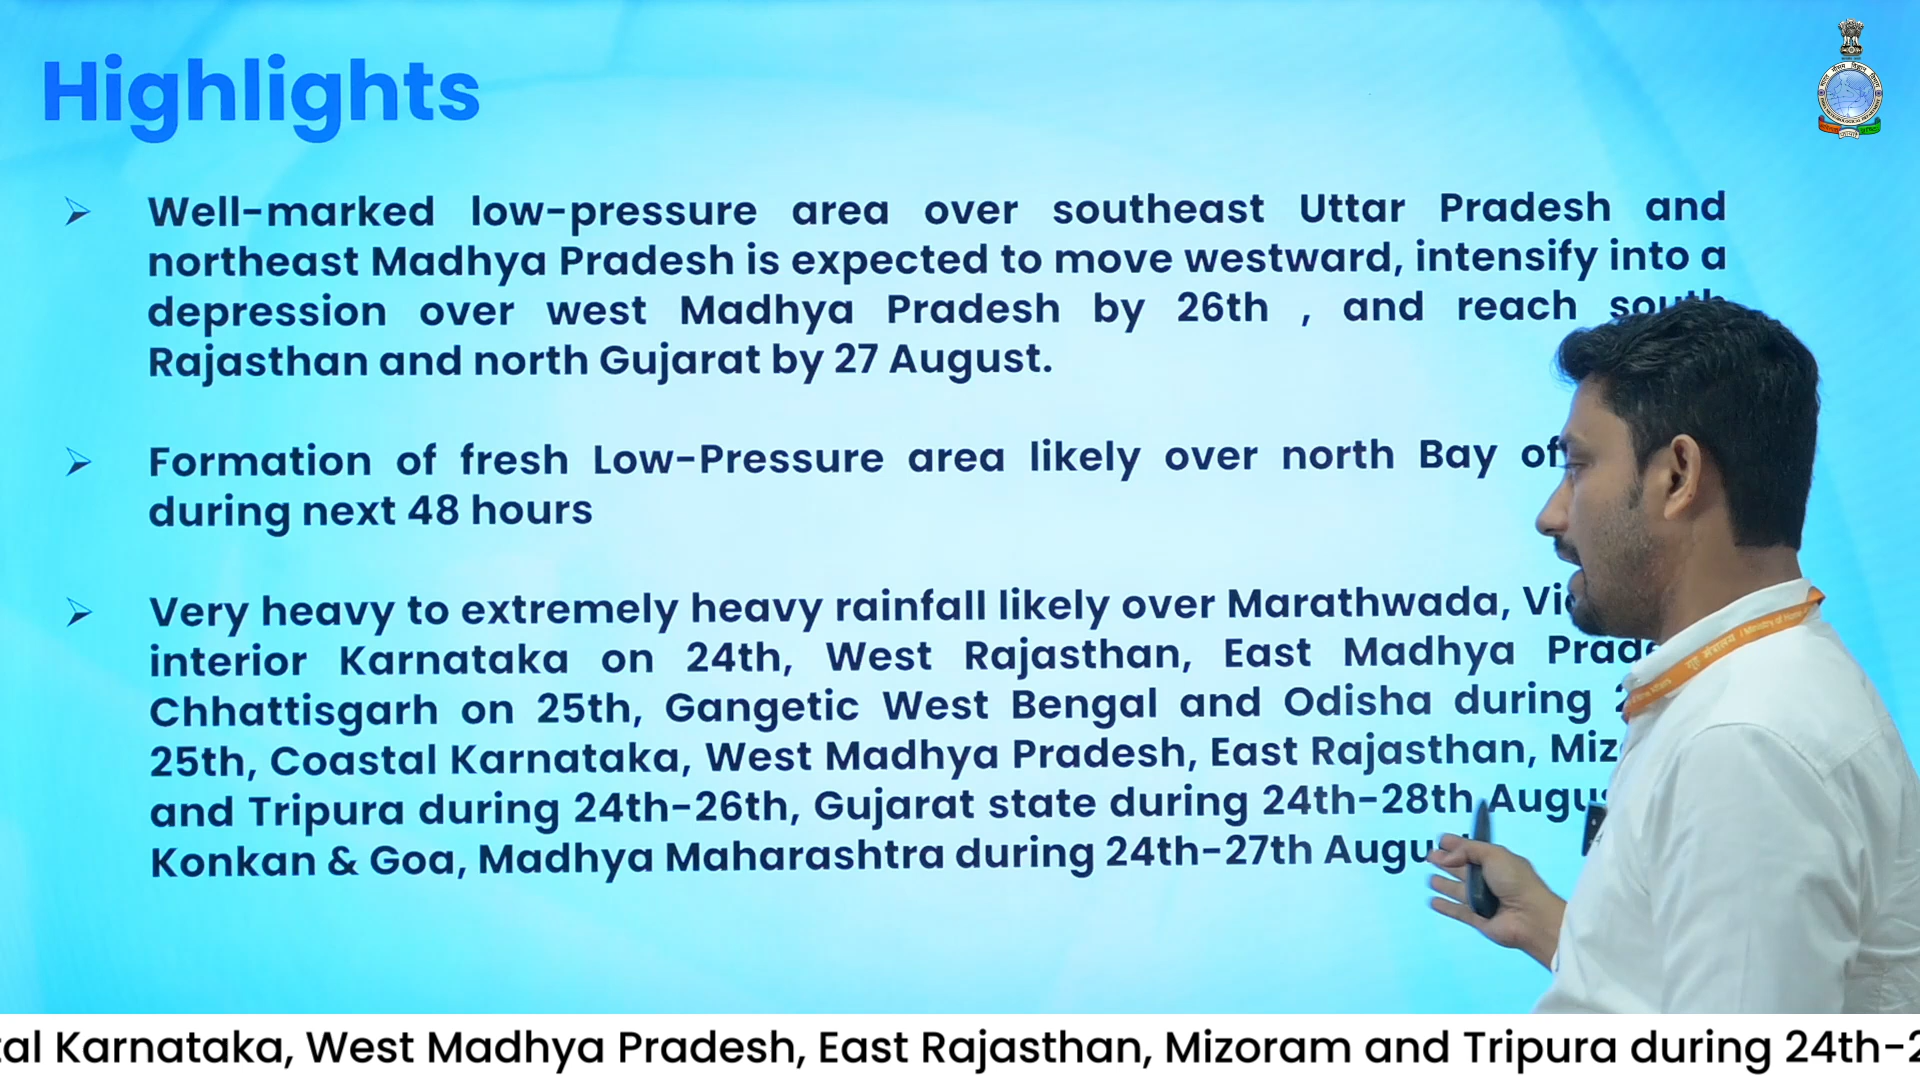 Highlights
Well-marked low-pressure area over southeast Uttar Pradesh and
northeast Madhya Pradesh is expected to move westward, intensify into a
depression over west Madhya Pradesh by 26th , and reach south
Rajasthan and north Gujarat by 27 August.
Formation of fresh Low-Pressure area likely over north Bay of
during next 48 hours
Very heavy to extremely heavy rainfall likely over Marathwada,
interior Karnataka on 24th, West Rajasthan, East Madhya
Chhattisgarh on 25th, Gangetic West Bengal and Odisha during
25th, Coastal Karnataka, West Madhya Pradesh, East Rajasthan,
and Tripura during 24th-26th, Gujarat state during 24th-28th
Konkan & Goa, Madhya Maharashtra during 24th-27th
गृह मंत्रालय / Ministry of Home
Karnataka, West Madhya Pradesh, East Rajasthan, Mizoram and Tripura during